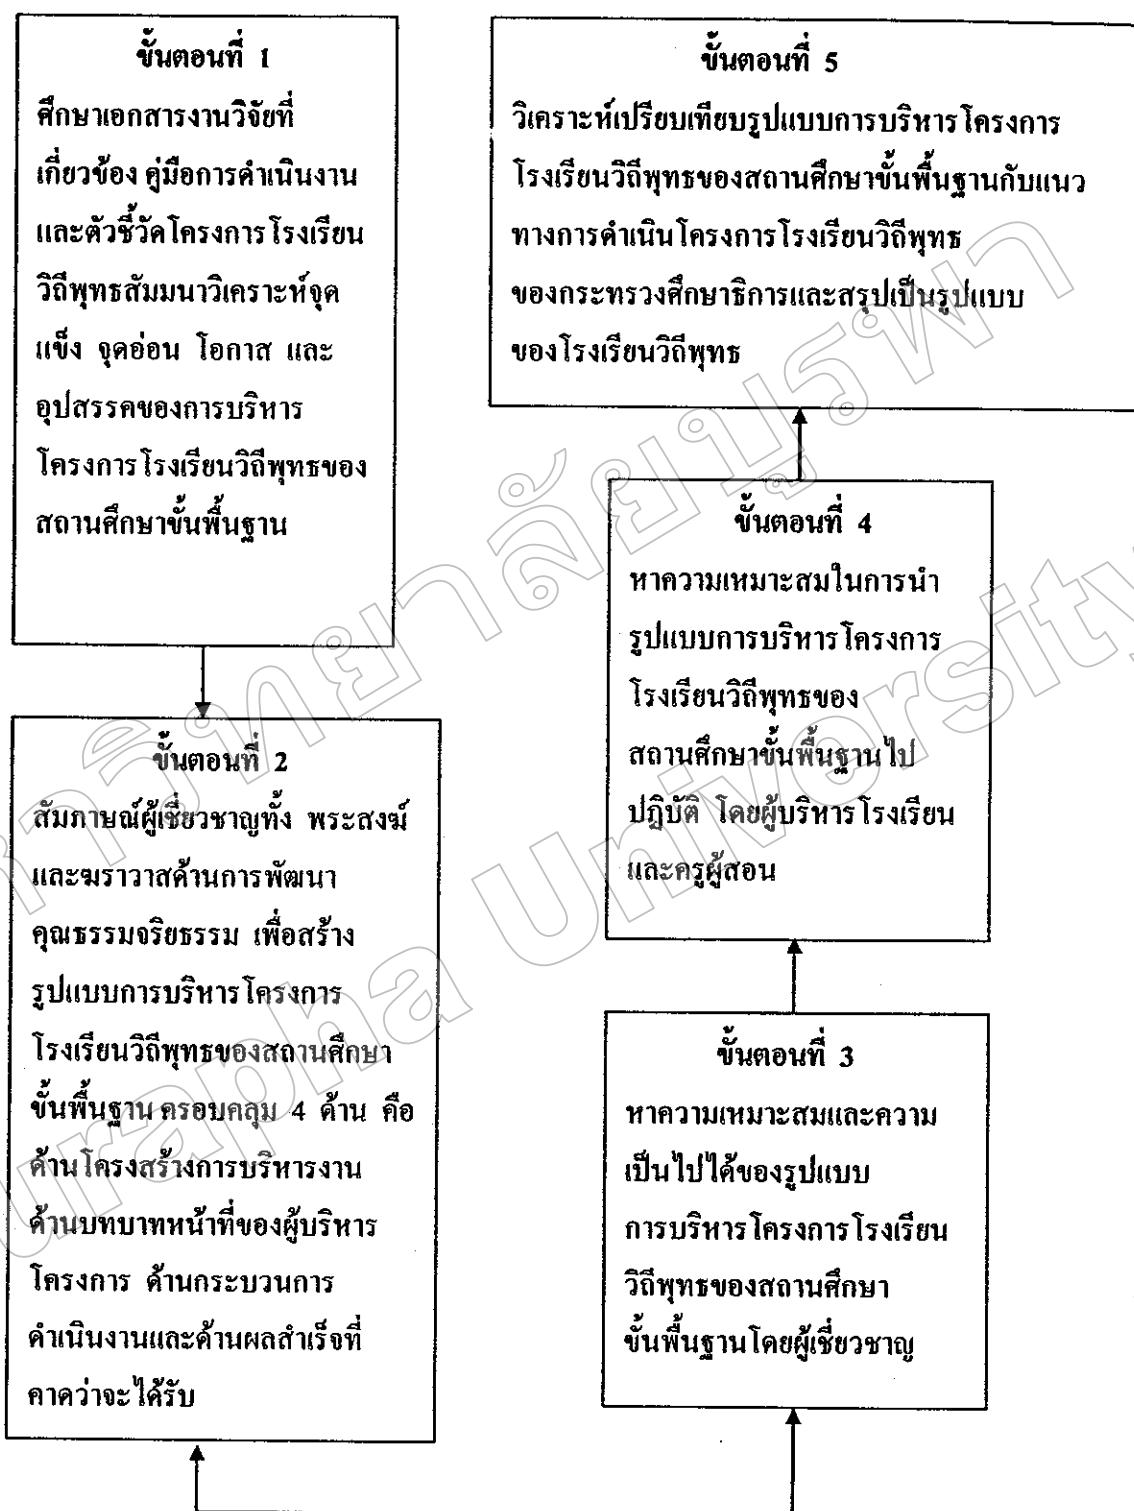 ขั้นตอนที่ 1
ศึกษาเอกสารงานวิจัยที่
เกี่ยวข้อง คู่มือการดำเนินงาน
และตัวชี้วัดโครงการโรงเรียน
วิถีพุทธสัมมนาวิเคราะห์จุด
แข็ง จุดอ่อน โอกาส และ
อุปสรรคของการบริหาร
โครงการโรงเรียนวิถีพุทธของ
สถานศึกษาขั้นพื้นฐาน
ขั้นตอนที่ 2
สัมภาษณ์ผู้เชี่ยวชาญทั้ง พระสงฆ์
และฆราวาสด้านการพัฒนา
คุณธรรมจริยธรรม เพื่อสร้าง
รูปแบบการบริหารโครงการ
โรงเรียนวิถีพุทธของสถานศึกษา
ขั้นพื้นฐาน ครอบคลุม 4 ด้าน คือ
ด้านโครงสร้างการบริหารงาน
ด้านบทบาทหน้าที่ของผู้บริหาร
โครงการ ด้านกระบวนการ
ดำเนินงานและด้านผลสำเร็จที่
คาดว่าจะได้รับ
ขั้นตอนที่ 5
วิเคราะห์เปรียบเทียบรูปแบบการบริหารโครงการ
โรงเรียนวิถีพุทธของสถานศึกษาขั้นพื้นฐานกับแนว
ทางการดำเนินโครงการโรงเรียนวิถีพุทธ
ของกระทรวงศึกษาธิการและสรุปเป็นรูปแบบ
ของโรงเรียนวิถีพุทธ
ขั้นตอนที่ 4
หาความเหมาะสมในการนำ
รูปแบบการบริหารโครงการ
โรงเรียนวิถีพุทธของ
สถานศึกษาขั้นพื้นฐานไป
ปฏิบัติ โดยผู้บริหารโรงเรียน
และครูผู้สอน
ขั้นตอนที่ 3
หาความเหมาะสมและความ
เป็นไปได้ของรูปแบบ
การบริหารโครงการโรงเรียน
วิถีพุทธของสถานศึกษา
ขั้นพื้นฐานโดยผู้เชี่ยวชาญ
าวิทยาลัยบูรพา
urapha University